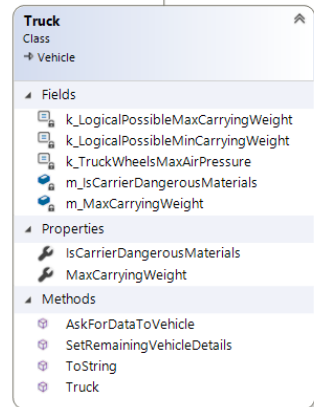 Truck
Class
Vehicle
Fields
k_LogicalPossibleMaxCarryingWeight
k_LogicalPossibleMinCarryingWeight
k_TruckWheelsMaxAirPressure
m_IsCarrierDangerousMaterials
m_MaxCarryingWeight
Properties
IsCarrierDangerousMaterials
MaxCarryingWeight
Methods
AskForDataToVehicle
SetRemainingVehicleDetails
ToString
Truck